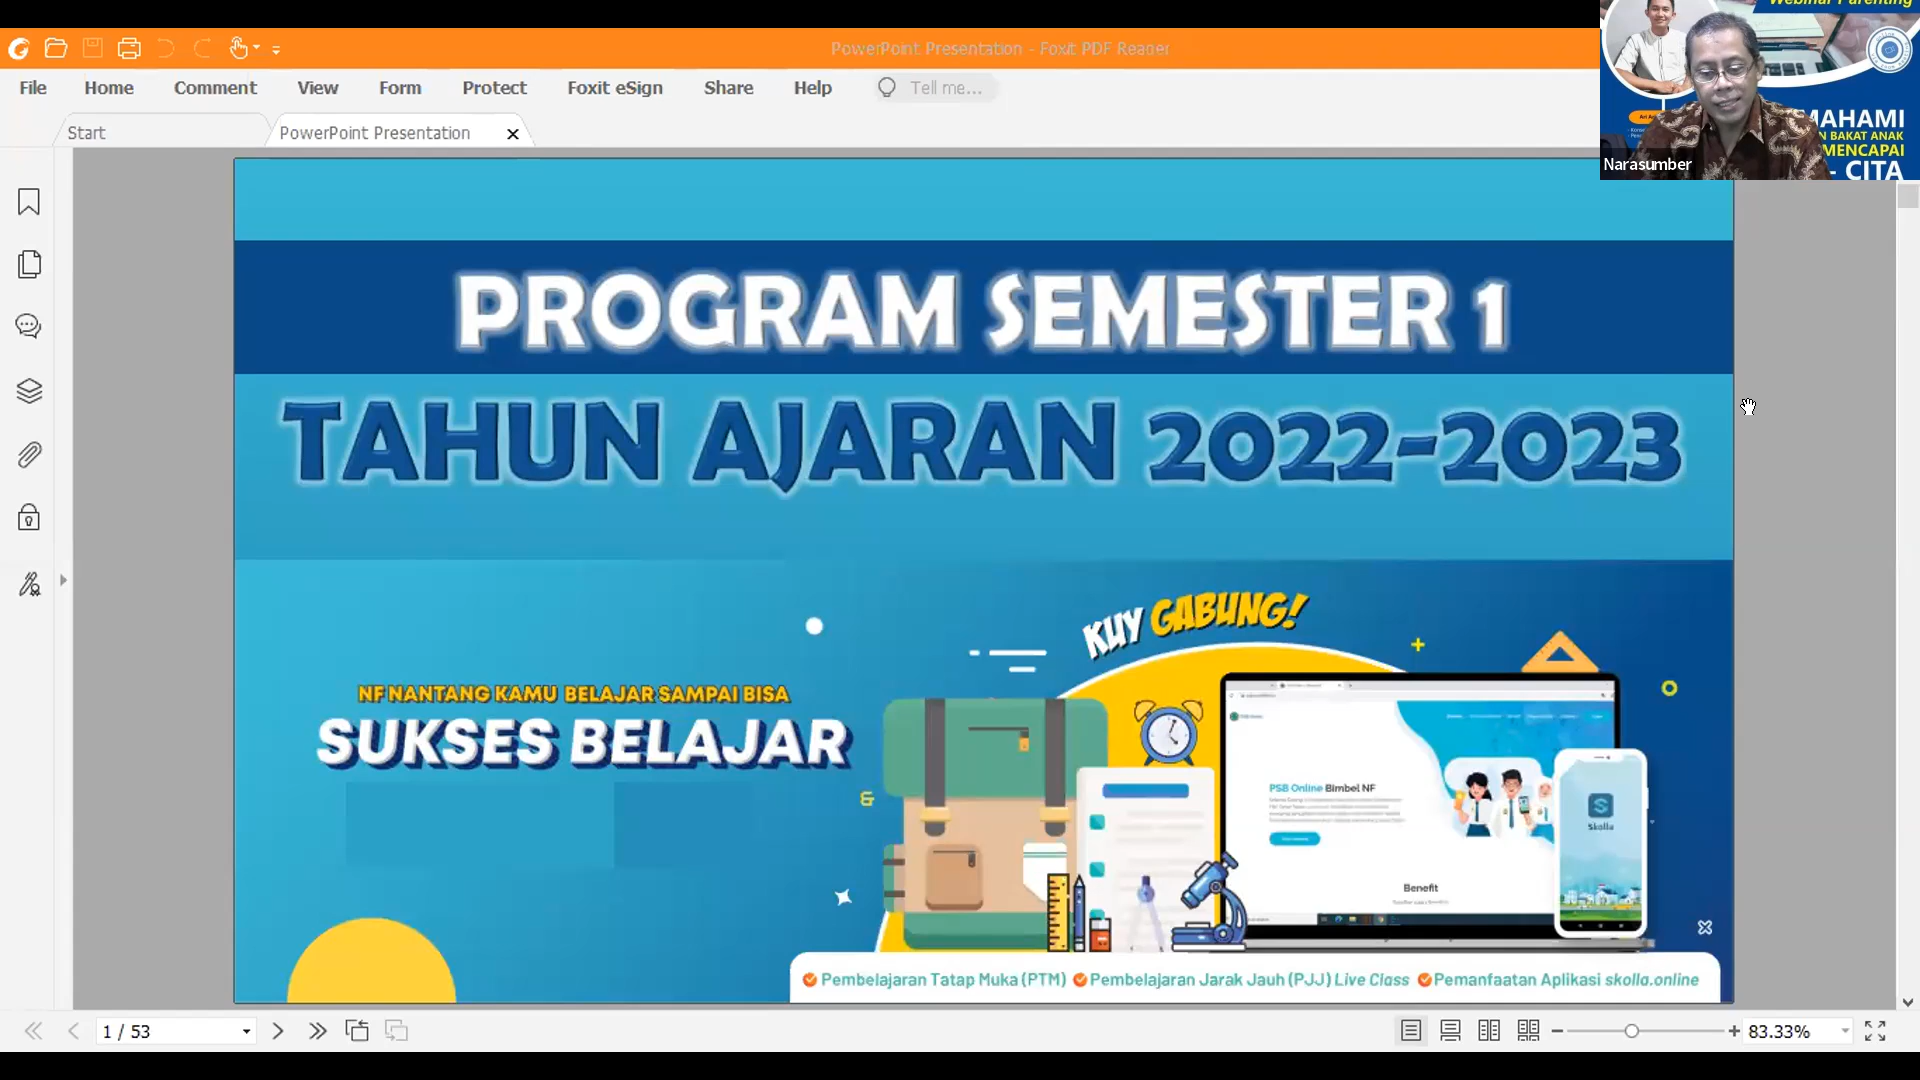 PowerPoint Presentation - Foxit PDF Reader
File Home Comment View Form Protect Foxit eSign Share Help Tell me...
Start
PowerPoint Presentation
Webinar Parenting
MAHAMI
BAKAT ANAK
MENCAPAI
- CITA
Narasumber
PROGRAM SEMESTER 1
TAHUN AJARAN 2022-2023
KUY GABUNG!
NF NANTANG KAMU BELAJAR SAMPAI BISA
SUKSES BELAJAR
PSB Online Bimbel NF
Skolla
Benefit
Pembelajaran Tatap Muka (PTM) Pembelajaran Jarak Jauh (PJJ) Live Class Pemanfaatan Aplikasi skolla.online
1 / 53
83.33%